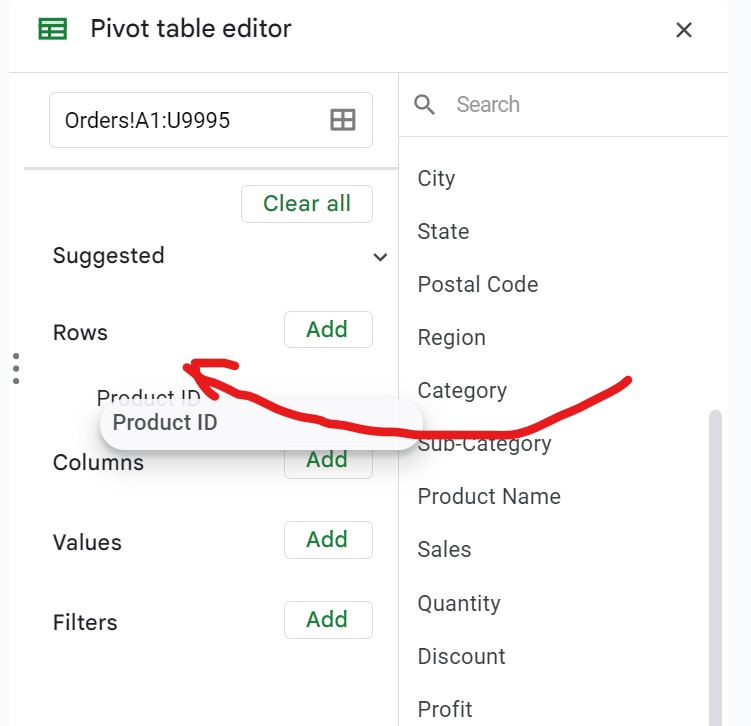 Pivot table editor
Orders!A1:U9995
Search
Clear all
Suggested
Rows
Add
Product ID
Product ID
Columns
Add
Values
Add
Filters
Add
City
State
Postal Code
Region
Category
Sub-Category
Product Name
Sales
Quantity
Discount
Profit